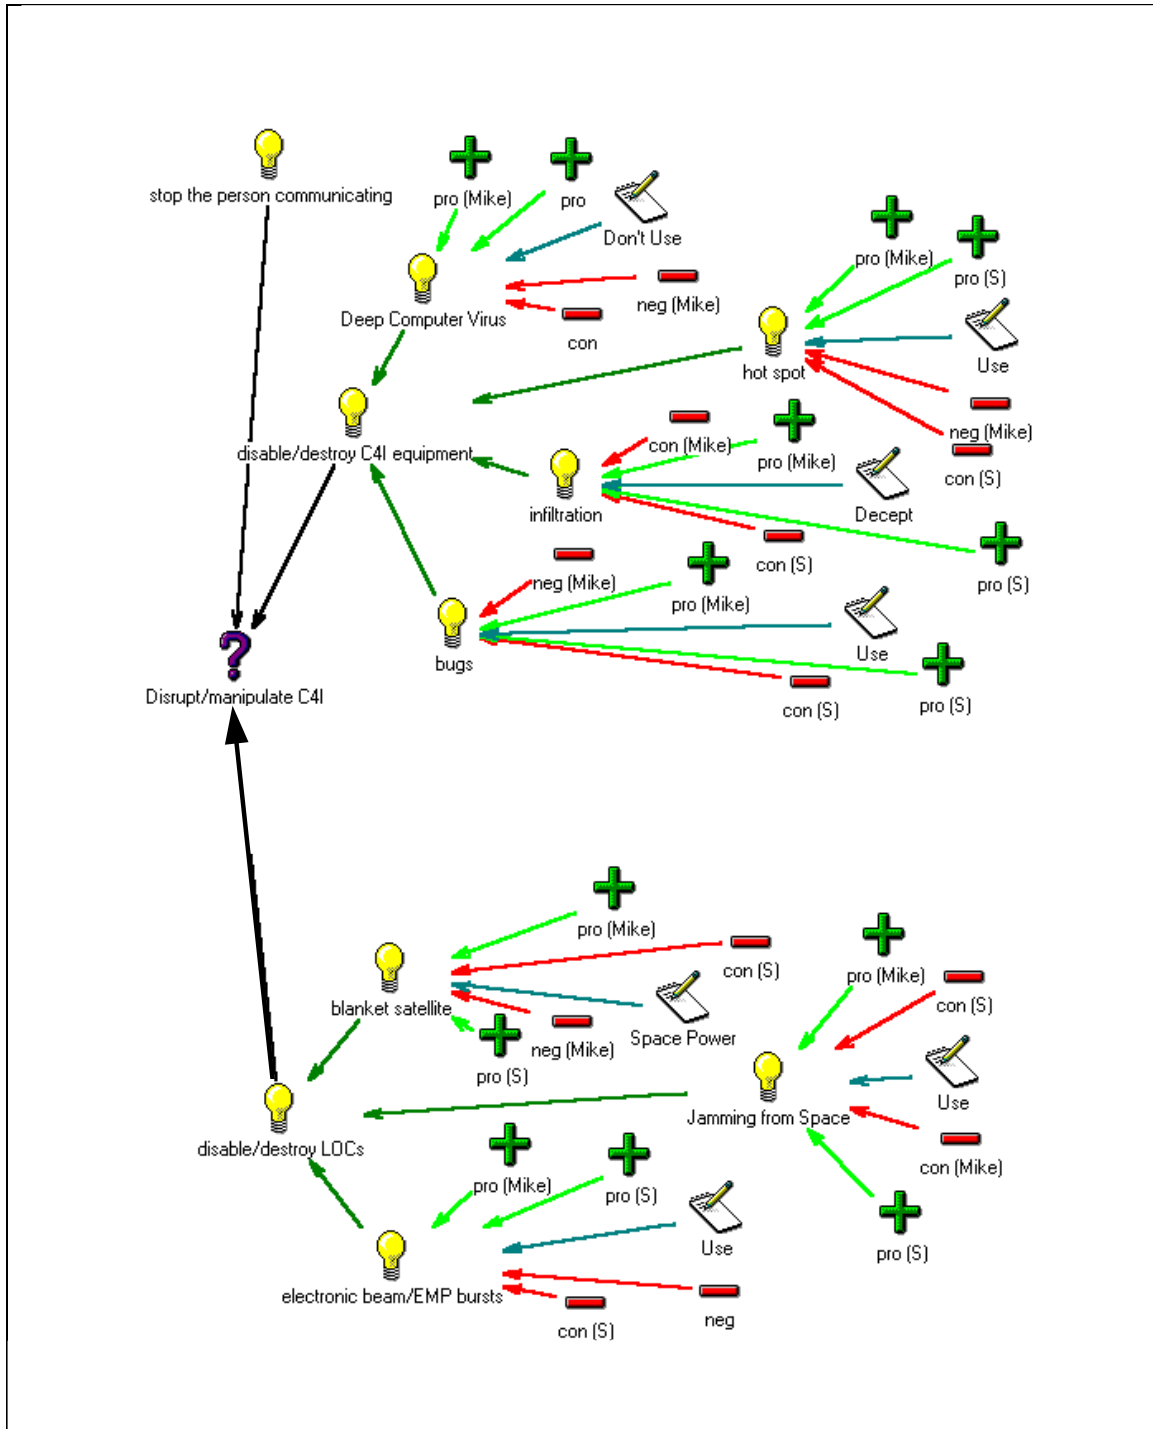 stop the person communicating
pro (Mike)
pro
Don't Use
Deep Computer Virus
neg (Mike)
con
pro (Mike)
pro (S)
Use
hot spot
neg (Mike)
con (S)
disable/destroy C4I equipment
con (Mike)
pro (Mike)
infiltration
Decept
con (S)
pro (S)
neg (Mike)
pro (Mike)
bugs
Use
con (S)
pro (S)
Disrupt/manipulate C4I
pro (Mike)
con (S)
blanket satellite
Space Power
neg (Mike)
pro (S)
pro (Mike)
con (S)
Use
Jamming from Space
con (Mike)
pro (S)
disable/destroy LOCs
pro (Mike)
pro (S)
Use
electronic beam/EMP bursts
con (S)
neg